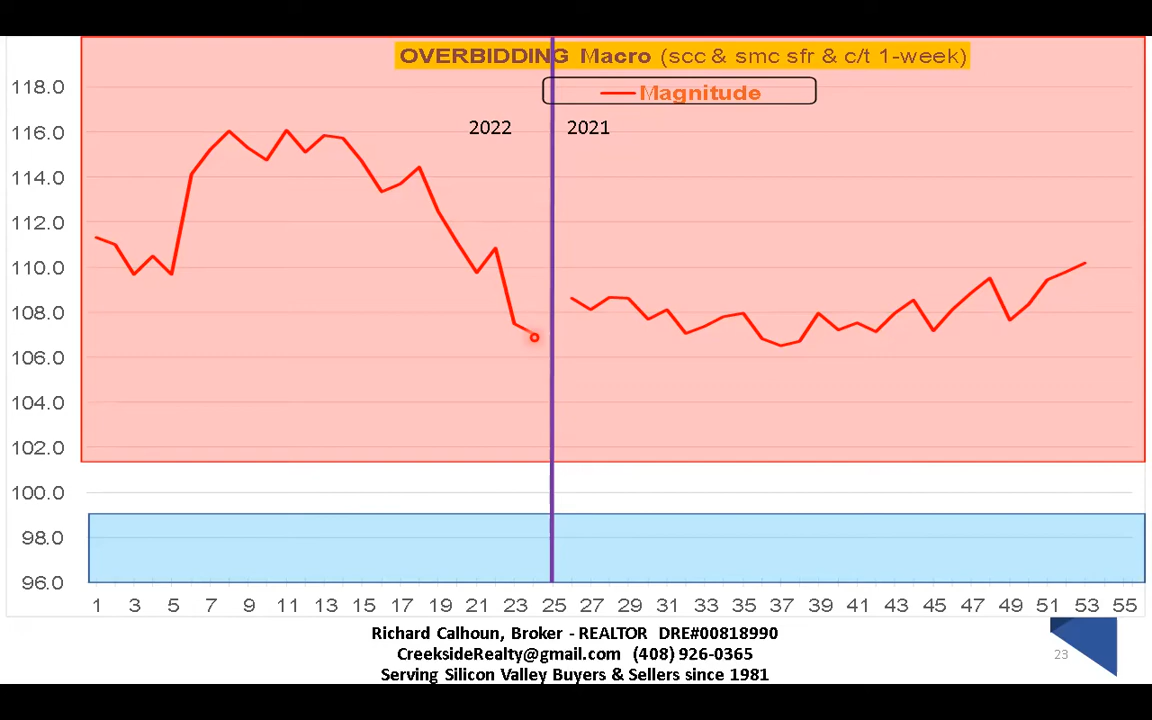 OVERBIDDING Macro (scc & smc sfr & c/t 1-week)
Magnitude
2022 2021
118.0
116.0
114.0
112.0
110.0
108.0
106.0
104.0
102.0
100.0
98.0
96.0
1 3 5 7 9 11 13 15 17 19 21 23 25 27 29 31 33 35 37 39 41 43 45 47 49 51 53 55
Richard Calhoun, Broker - REALTOR DRE#00818990
CreeksideRealty@gmail.com (408) 926-0365
Serving Silicon Valley Buyers & Sellers since 1981
23